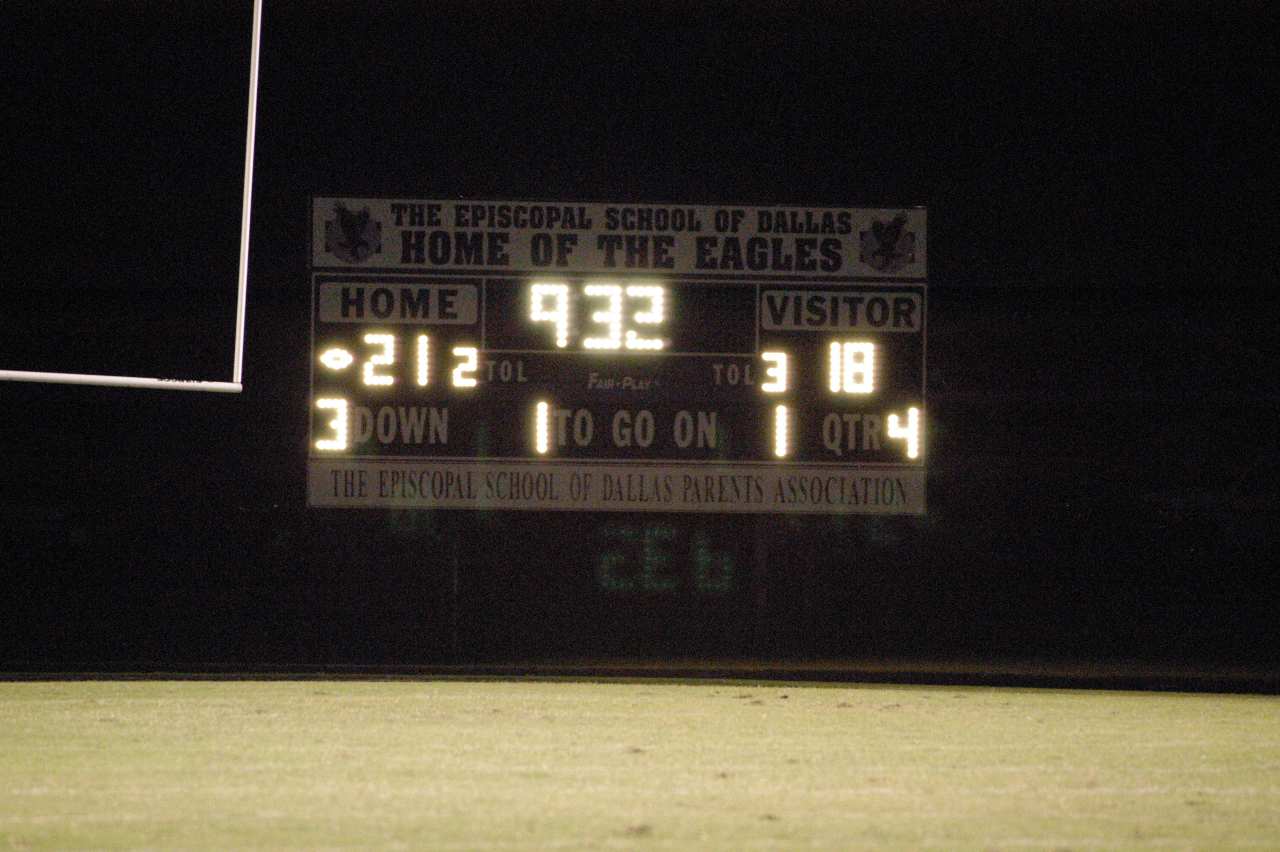 THE EPISCOPAL SCHOOL OF DALLAS
HOME OF THE EAGLES
HOME 932 VISITOR
21 2 TOL FAIR-PLAY TOL 3 18
3 DOWN 1 TO GO ON 1 QTR 4
THE EPISCOPAL SCHOOL OF DALLAS PARENTS ASSOCIATION